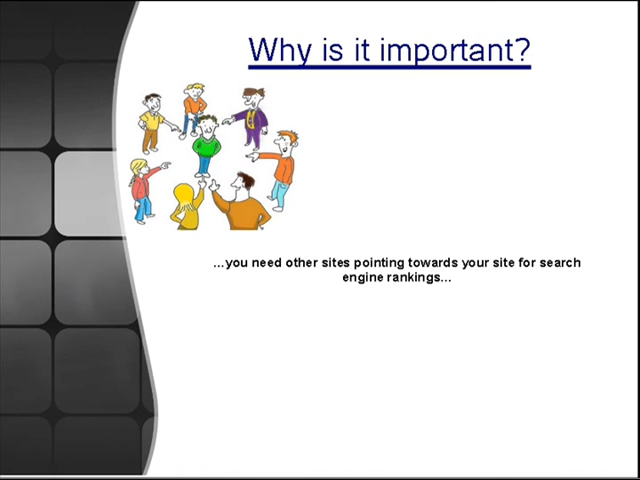 Why is it important?
...you need other sites pointing towards your site for search
engine rankings...